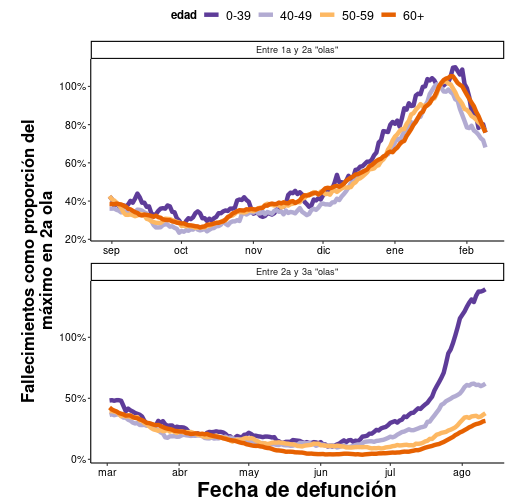 edad 0-39 40-49 50-59 60+
Entre 1a y 2a "olas"
100%
80%
60%
40%
20%
sep oct nov dic ene feb
Entre 2a y 3a "olas"
100%
50%
0%
mar abr may jun jul ago
Fallecimientos como proporción del
máximo en 2a ola
Fecha de defunción